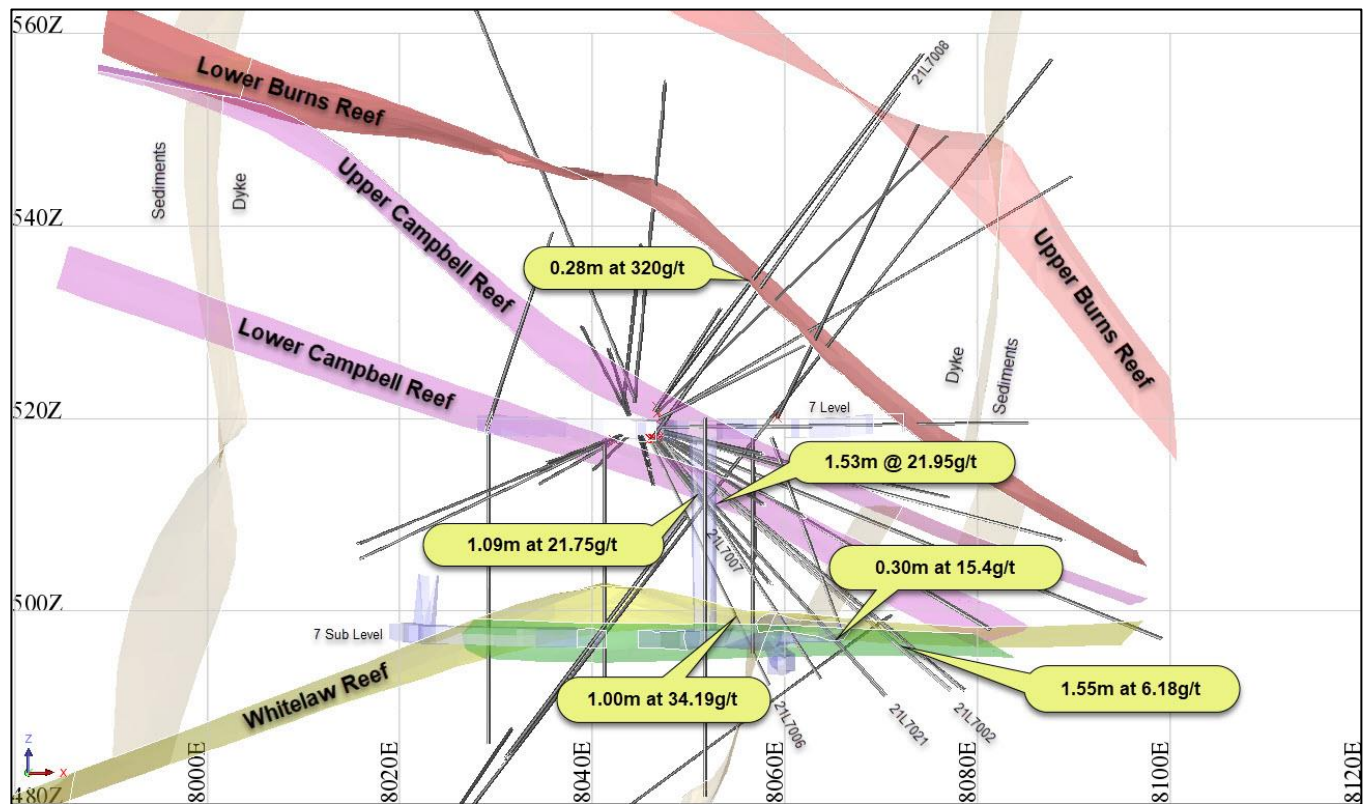 560Z
540Z
520Z
500Z
480Z
Lower Burns Reef
21L7008
Sediments
Dyke
Upper Campbell Reef
0.28m at 320g/t
Upper Burns Reef
Lower Campbell Reef
Dyke
Sediments
7 Level
1.53m @ 21.95g/t
1.09m at 21.75g/t
21L7007
0.30m at 15.4g/t
7 Sub Level
Whitelaw Reef
1.00m at 34.19g/t
1.55m at 6.18g/t
21L7006
21L7021
21L7002
Z
X
8000E
8020E
8040E
8060E
8080E
8100E
8120E